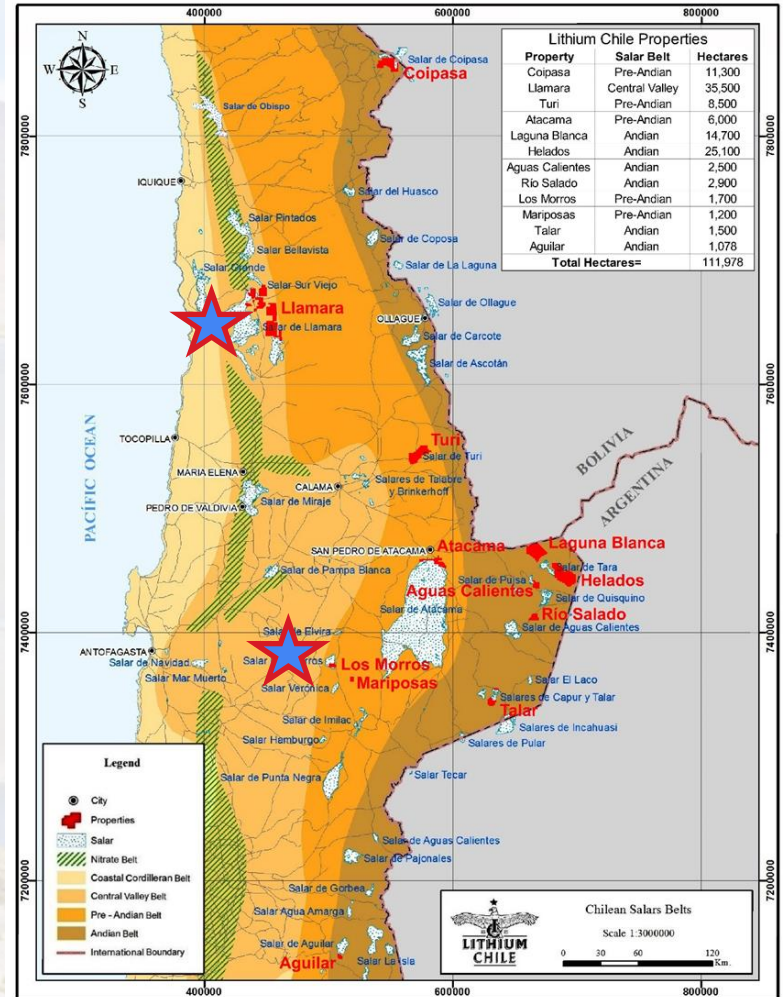 400000 600000 800000
N
W E
S
Lithium Chile Properties
Property Salar Belt Hectares
Coipasa Pre-Andian 11,300
Llamara Central Valley 35,500
Turi Pre-Andian 8,500
Atacama Pre-Andian 6,000
Laguna Blanca Andian 14,700
Helados Andian 25,100
Aguas Calientes Andian 2,500
Río Salado Andian 2,900
Los Morros Pre-Andian 1,700
Mariposas Pre-Andian 1,200
Talar Andian 1,500
Aguilar Andian 1,078
Total Hectares= 111,978
Salar de Coipasa
Coipasa
Salar de Obispo
7800000 7800000
IQUIQUE
Salar del Huasco
Salar Pintados
Salar de Coposa
Salar Bellavista
Salar de La Laguna
Salar Grande
Salar Sur Viejo
Llamara
Salar de Ollague
OLLAGUE
Salar de Llamara
Salar de Carcote
Salar de Ascotán
7600000 7600000
PACÍFIC OCEAN
TOCOPILLA
Turi
Salar de Turi
BOLIVIA
ARGENTINA
MARIA ELENA
CALAMA
Salares de Talabre
y Brinkerhoff
Salar de Miraje
PEDRO DE VALDIVIA
SAN PEDRO DE ATACAMA
Atacama
Laguna Blanca
Salar de Tara
Salar de Pampa Blanca
Salar de Pujsa
Helados
Aguas Calientes
Salar de Quisquino
Salar de Atacama
Río Salado
Salar de Aguas Calientes
7400000 7400000
Salar de Elvira
ANTOFAGASTA
Salar de Navidad
Salar
Los Morros
Salar Mar Muerto
Mariposas
Salar El Laco
Salar Verónica
Salares de Capur y Talar
Talar
Salar de Imilac
Salares de Incahuasi
Salar Hamburgo
Salares de Pular
Salar de Punta Negra
Salar Tecar
Salar de Aguas Calientes
Salar de Pajonales
7200000 7200000
Salar de Gorbea
Salar Agua Amarga
Salar de Aguilar
Aguilar
Salar La Isla
Legend
City
Properties
Salar
Nitrate Belt
Coastal Cordilleran Belt
Central Valley Belt
Pre - Andian Belt
Andien Belt
International Boundary
LITHIUM
CHILE
Chilean Salars Belts
Scale 1:3000000
0 30 60 120
Km.
400000 600000 800000